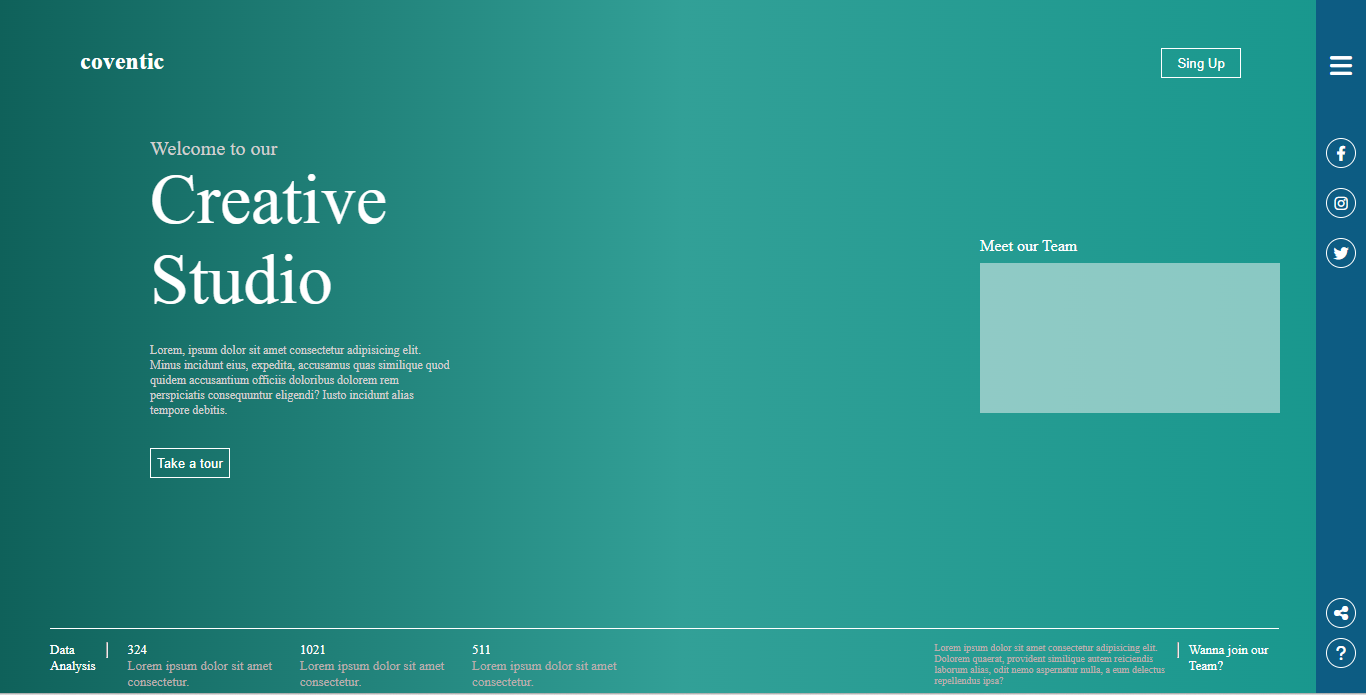 coventic
Sing Up
Welcome to our
Creative
Studio
Lorem, ipsum dolor sit amet consectetur adipisicing elit.
Minus incidunt eius, expedita, accusamus quas similique quod
quidem accusantium officiis doloribus dolorem rem
perspiciatis consequuntur eligendi? Iusto incidunt alias
tempore debitis.
Take a tour
Meet our Team
Data
Analysis
324
Lorem ipsum dolor sit amet
consectetur.
1021
Lorem ipsum dolor sit amet
consectetur.
511
Lorem ipsum dolor sit amet
consectetur.
Lorem ipsum dolor sit amet consectetur adipisicing elit.
Dolorem quaerat, provident similique autem reiciendis
laborum alias, odit nemo aspernatur nulla, a eum delectus
repellendus ipsa?
Wanna join our
Team?
?